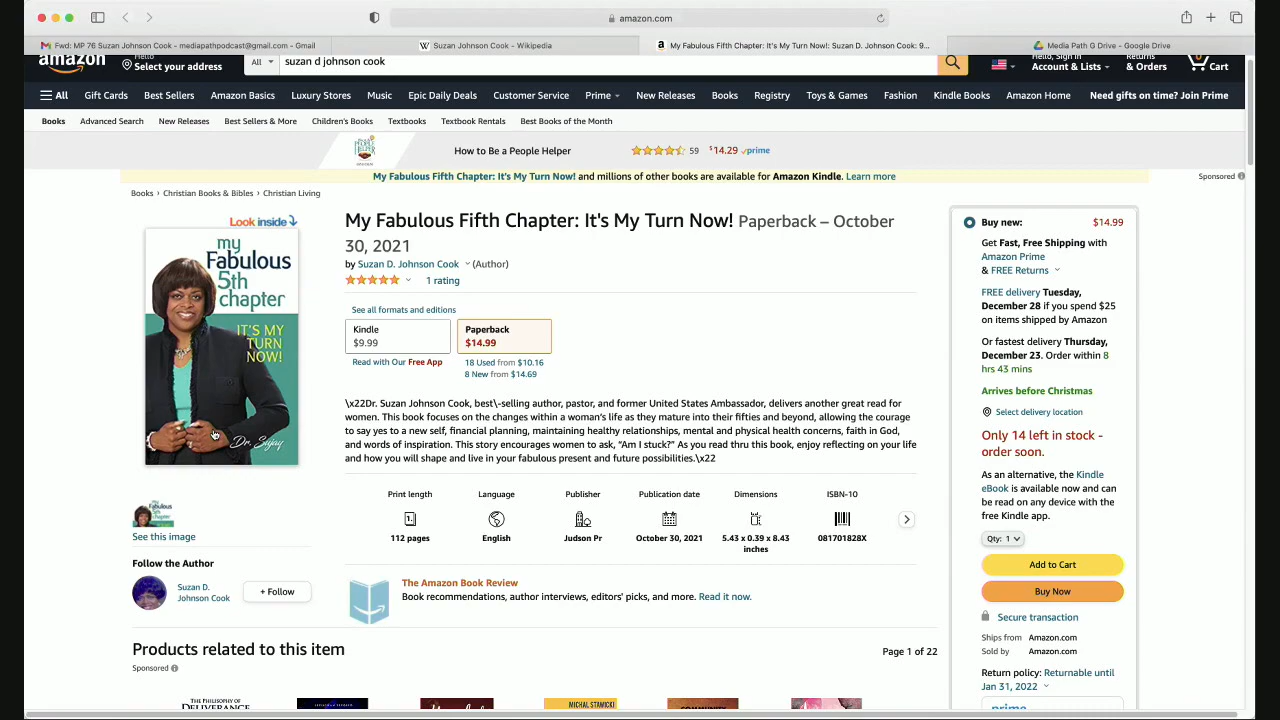 amazon.com
Fwd: MP 76 Suzan Johnson Cook - mediapathpodcast@gmail.com - Gmail
Suzan Johnson Cook - Wikipedia
My Fabulous Fifth Chapter: It's My Turn Now!: Suzan D. Johnson Cook: 9...
Media Path G Drive - Google Drive
amazon
Hello
Select your address
All
suzan d johnson cook
Hello, Sign in
Account & Lists
Returns
& Orders
Cart
All
Gift Cards
Best Sellers
Amazon Basics
Luxury Stores
Music
Epic Daily Deals
Customer Service
Prime
New Releases
Books
Registry
Toys & Games
Fashion
Kindle Books
Amazon Home
Need gifts on time? Join Prime
Books
Advanced Search
New Releases
Best Sellers & More
Children's Books
Textbooks
Textbook Rentals
Best Books of the Month
How to Be a People Helper
59
$14.29 prime
My Fabulous Fifth Chapter: It's My Turn Now! and millions of other books are available for Amazon Kindle. Learn more
Sponsored
Books › Christian Books & Bibles › Christian Living
Look inside
my
Fabulous
5th
chapter
IT'S MY
TURN
NOW!
Dr. Sujay
See this image
Follow the Author
Suzan D.
Johnson Cook
+ Follow
My Fabulous Fifth Chapter: It's My Turn Now! Paperback – October
30, 2021
by Suzan D. Johnson Cook (Author)
1 rating
See all formats and editions
Kindle
$9.99
Read with Our Free App
Paperback
$14.99
18 Used from $10.16
8 New from $14.69
\x22Dr. Suzan Johnson Cook, best\-selling author, pastor, and former United States Ambassador, delivers another great read for
women. This book focuses on the changes within a woman's life as they mature into their fifties and beyond, allowing the courage
to say yes to a new self, financial planning, maintaining healthy relationships, mental and physical health concerns, faith in God,
and words of inspiration. This story encourages women to ask, “Am I stuck?” As you read thru this book, enjoy reflecting on your life
and how you will shape and live in your fabulous present and future possibilities.\x22
Print length
112 pages
Language
English
Publisher
Judson Pr
Publication date
October 30, 2021
Dimensions
5.43 x 0.39 x 8.43
inches
ISBN-10
081701828X
The Amazon Book Review
Book recommendations, author interviews, editors' picks, and more. Read it now.
Buy new:
$14.99
Get Fast, Free Shipping with
Amazon Prime
& FREE Returns
FREE delivery Tuesday,
December 28 if you spend $25
on items shipped by Amazon
Or fastest delivery Thursday,
December 23. Order within 8
hrs 43 mins
Arrives before Christmas
Select delivery location
Only 14 left in stock -
order soon.
As an alternative, the Kindle
eBook is available now and can
be read on any device with the
free Kindle app.
Qty: 1
Add to Cart
Buy Now
Secure transaction
Ships from Amazon.com
Sold by Amazon.com
Return policy: Returnable until
Jan 31, 2022
prime
Products related to this item
Page 1 of 22
Sponsored
THE PHILOSOPHY OF
DELIVERANCE
MICHAL STAWICKI